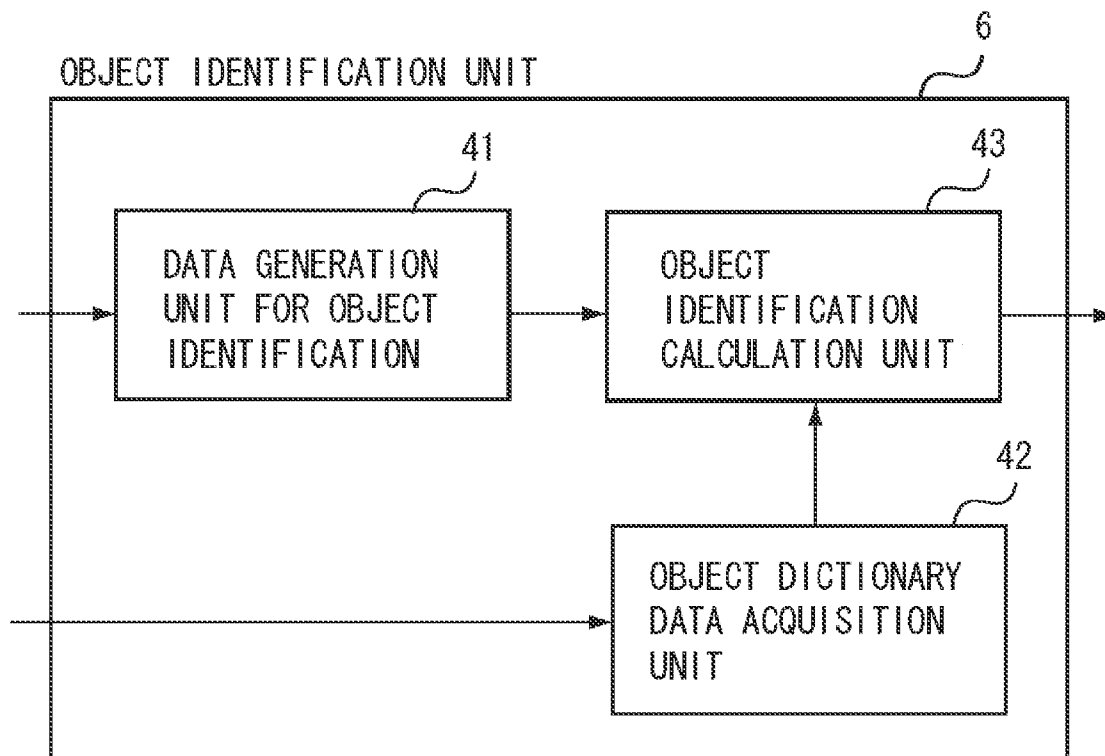 6
OBJECT IDENTIFICATION UNIT
41
43
DATA GENERATION
UNIT FOR OBJECT
IDENTIFICATION
OBJECT
IDENTIFICATION
CALCULATION UNIT
42
OBJECT DICTIONARY
DATA ACQUISITION
UNIT